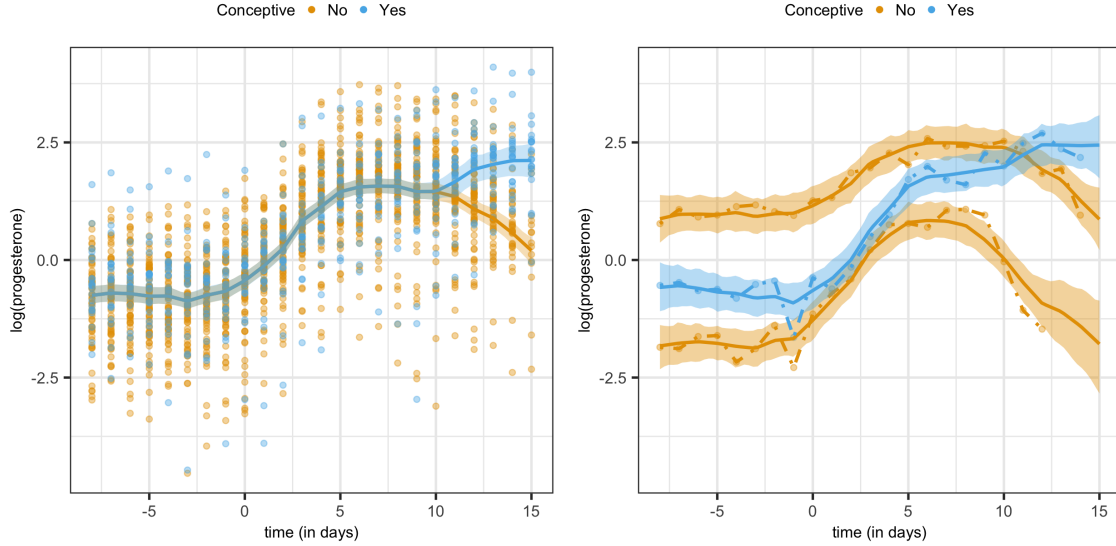 Conceptive No Yes
2.5
0.0
-2.5
log(progesterone)
-5 0 5 10 15
time (in days)
Conceptive No Yes
2.5
0.0
-2.5
log(progesterone)
-5 0 5 10 15
time (in days)